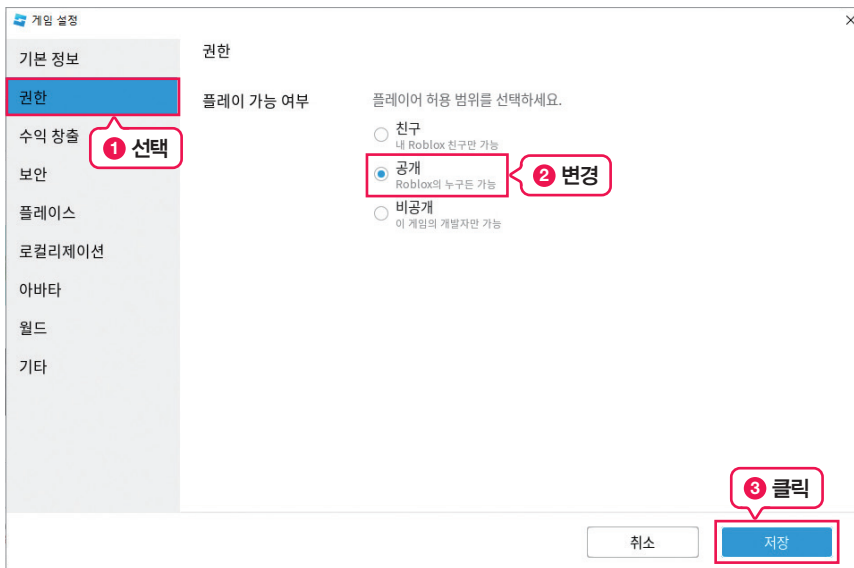 게임 설정
기본 정보
권한
수익 창출
보안
플레이스
로컬리제이션
아바타
월드
기타
❶ 선택
권한
플레이 가능 여부
플레이어 허용 범위를 선택하세요.
친구
내 Roblox 친구만 가능
공개
Roblox의 누구든 가능
❷ 변경
비공개
이 게임의 개발자만 가능
❸ 클릭
취소
저장